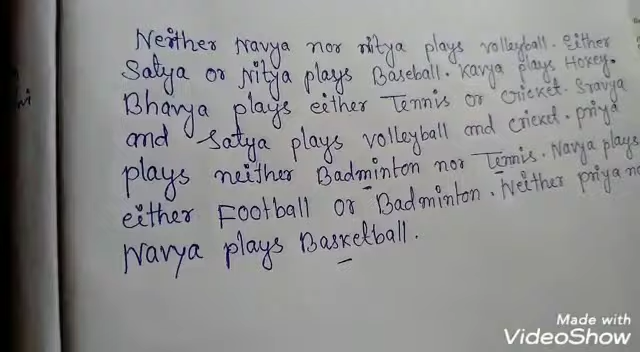 Neither Navya nor nitya plays volleyball. Either
Satya or Nitya plays Baseball. Kavya plays Hokey.
Bhavya plays either Tennis or Cricket. Sravya
and Satya plays volleyball and cricket. priya
plays neither Badminton nor Tennis. Navya plays
either Football or Badminton. Neither priya no
Navya plays Basketball.
Made with
VideoShow